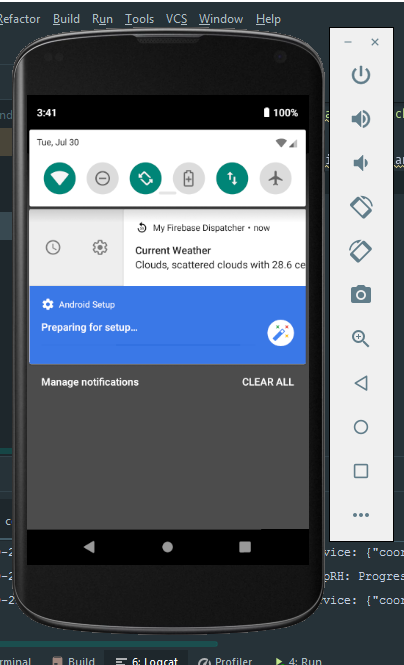 Refactor Build Run Tools VCS Window Help
3:41
100%
Tue, Jul 30
My Firebase Dispatcher • now
Current Weather
Clouds, scattered clouds with 28.6 ce
Android Setup
Preparing for setup...
Manage notifications
CLEAR ALL
vice: {"coor
pRH: Progres
vice: {"coor
rminal Build 6: Logcat Profiler 4: Run